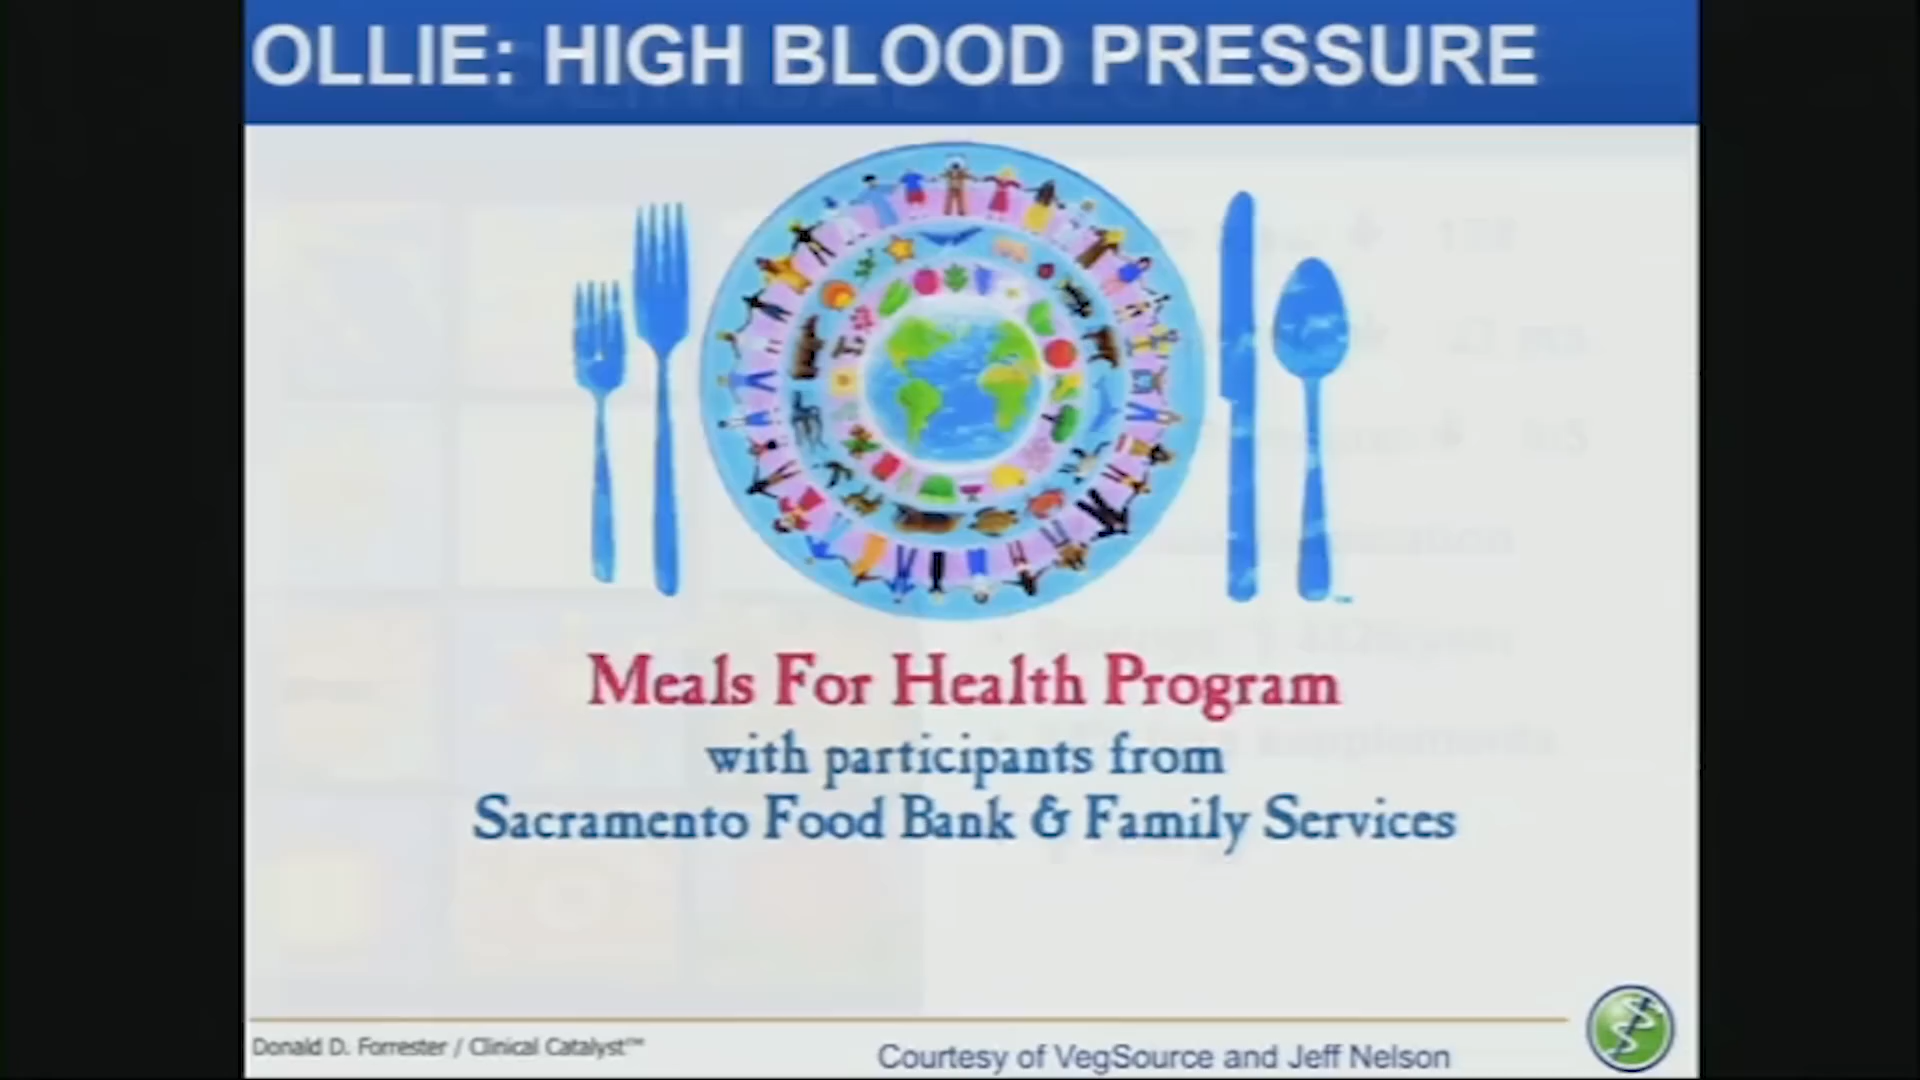 OLLIE: HIGH BLOOD PRESSURE
Meals For Health Program
with participants from
Sacramento Food Bank & Family Services
Donald D. Forrester / Clinical Catalyst™
Courtesy of VegSource and Jeff Nelson